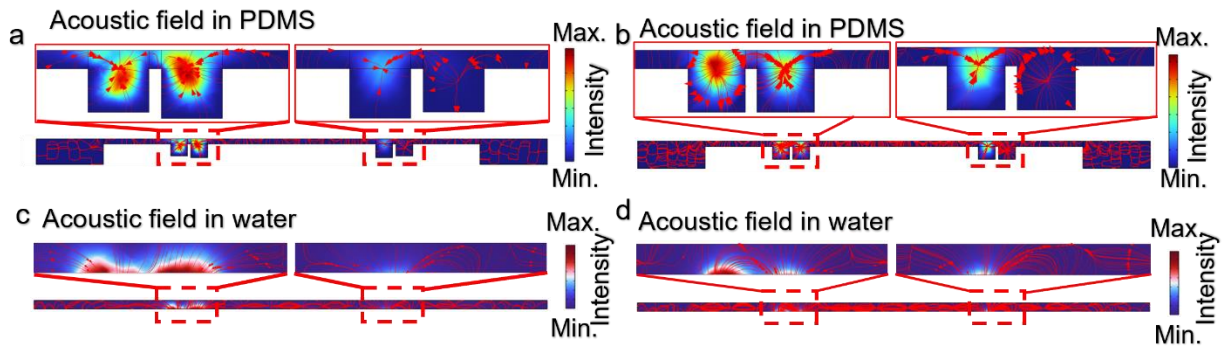 a
Acoustic field in PDMS
Max.
Intensity
Min.
b
Acoustic field in PDMS
Max.
Intensity
Min.
c
Acoustic field in water
Max.
Intensity
Min.
d
Acoustic field in water
Max.
Intensity
Min.